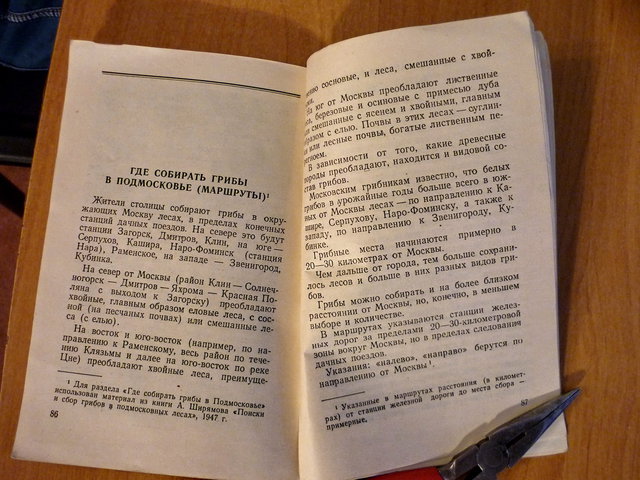 ГДЕ СОБИРАТЬ ГРИБЫ
В ПОДМОСКОВЬЕ (МАРШРУТЫ)¹
Жители столицы собирают грибы в окру-
жающих Москву лесах, в пределах конечных
станций дачных поездов. На севере это будут
станции Загорск, Дмитров, Клин, на юге —
Серпухов, Кашира, Наро-Фоминск (станция
Нара), Раменское, на западе — Звенигород,
Кубинка.
На север от Москвы (район Клин — Солнеч-
ногорск — Дмитров — Яхрома — Красная По-
ляна с выходом к Загорску) преобладают
хвойные, главным образом еловые леса, с сос-
ной (на песчаных почвах) или смешанные ле-
са (с елью).
На восток и юго-восток (например, по на-
правлению к Раменскому, весь район по тече-
нию Клязьмы и далее на юго-восток по реке
Цне) преобладают хвойные леса, преимуще-
¹ Для раздела «Где собирать грибы в Подмосковье»
использован материал из книги А. Ширямова «Поиски
и сбор грибов в подмосковных лесах», 1947 г.
86
сосновые, и леса, смешанные с хвой-
юг от Москвы преобладают лиственные
березовые и осиновые с примесью дуба
смешанные с ясенем и хвойными, главным
с елью. Почвы в этих лесах — суглин-
или лесные почвы, богатые лиственным пе-
регноем.
В зависимости от того, какие древесные
породы преобладают, находится и видовой со-
став грибов.
Московским грибникам известно, что белых
грибов в урожайные годы больше всего в юж-
ных от Москвы лесах — по направлению к Ка-
шире, Серпухову, Наро-Фоминску, а также к
западу, по направлению к Звенигороду, Ку-
бинке.
Грибные места начинаются примерно в
20—30 километрах от Москвы.
Чем дальше от города, тем больше сохрани-
лось лесов и больше в них разных видов гри-
бов.
Грибы можно собирать и на более близком
расстоянии от Москвы, но, конечно, в меньшем
выборе и количестве.
В маршрутах указываются станции желез-
ных дорог за пределами 20—30-километровой
зоны вокруг Москвы, но в пределах следования
дачных поездов.
Указания: «налево», «направо» берутся по
направлению от Москвы¹.
¹ Указанные в маршрутах расстояния (в километ-
рах) от станции железной дороги до места сбора —
примерные.
87